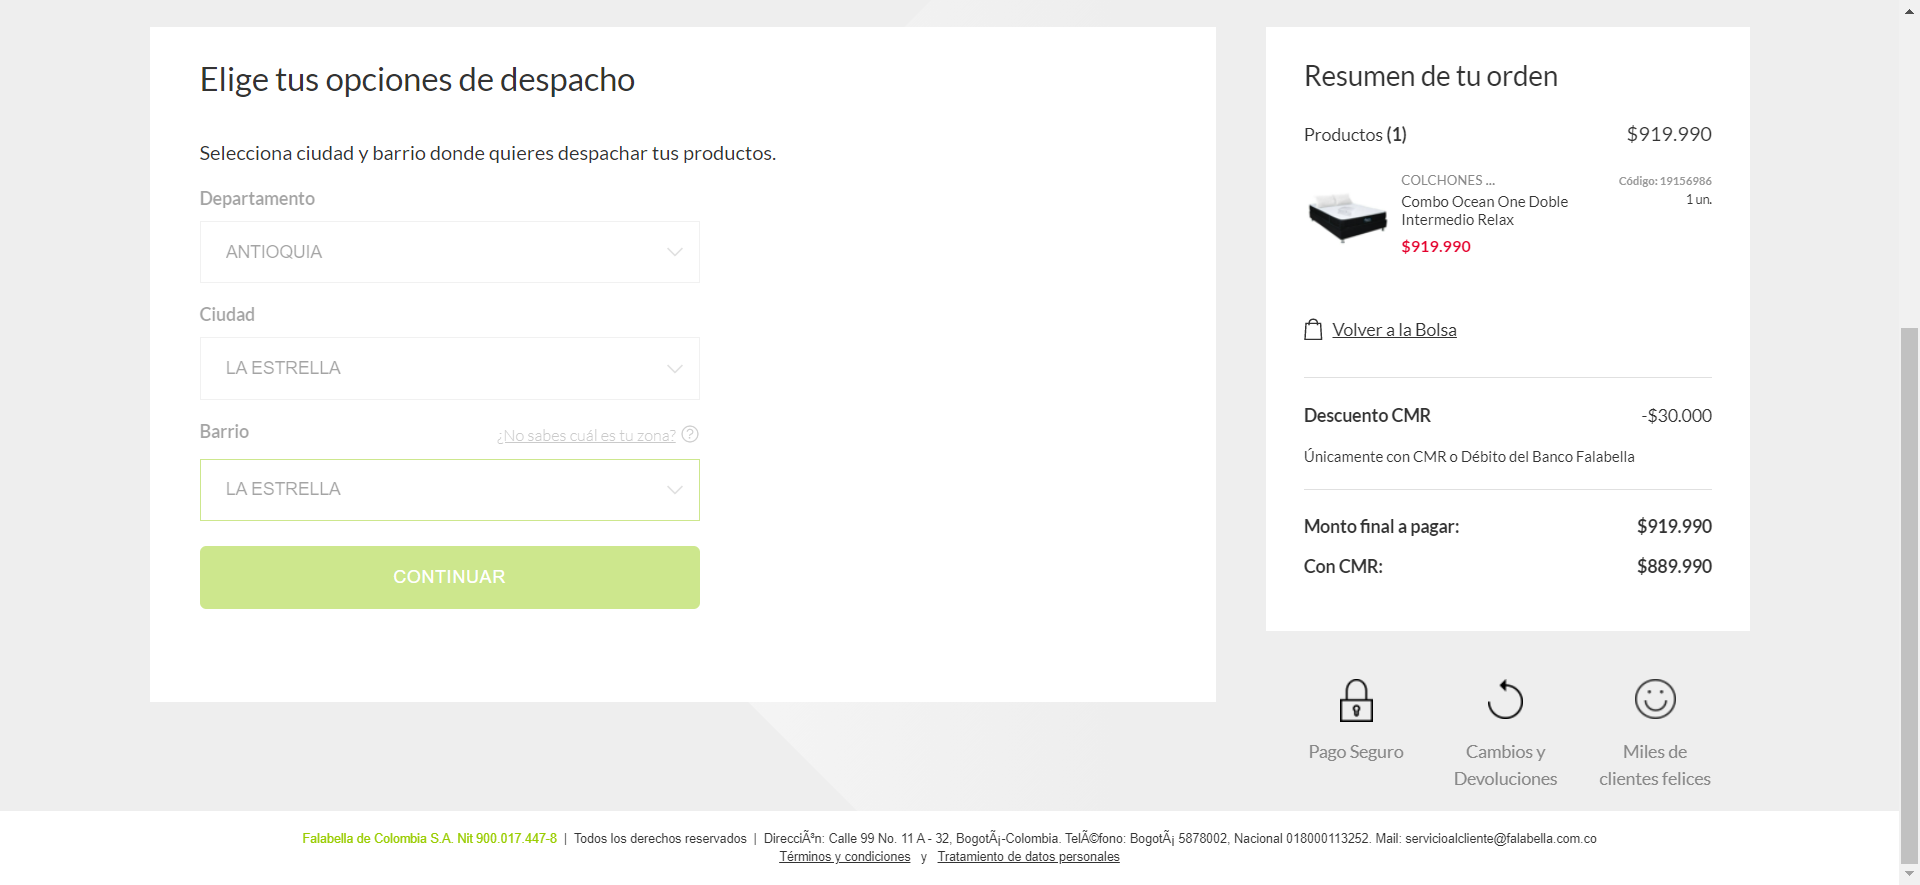 Elige tus opciones de despacho
Selecciona ciudad y barrio donde quieres despachar tus productos.
Departamento
ANTIOQUIA
Ciudad
LA ESTRELLA
Barrio
¿No sabes cuál es tu zona? ?
LA ESTRELLA
CONTINUAR
Resumen de tu orden
Productos (1) $919.990
COLCHONES ... Código: 19156986
Combo Ocean One Doble 1 un.
Intermedio Relax
$919.990
Volver a la Bolsa
Descuento CMR -$30.000
Únicamente con CMR o Débito del Banco Falabella
Monto final a pagar: $919.990
Con CMR: $889.990
Pago Seguro
Cambios y
Devoluciones
Miles de
clientes felices
Falabella de Colombia S.A. Nit 900.017.447-8 | Todos los derechos reservados | DirecciÃ³n: Calle 99 No. 11 A - 32, BogotÃ¡-Colombia. TelÃ©fono: BogotÃ¡ 5878002, Nacional 018000113252. Mail: servicioalcliente@falabella.com.co
Términos y condiciones y Tratamiento de datos personales